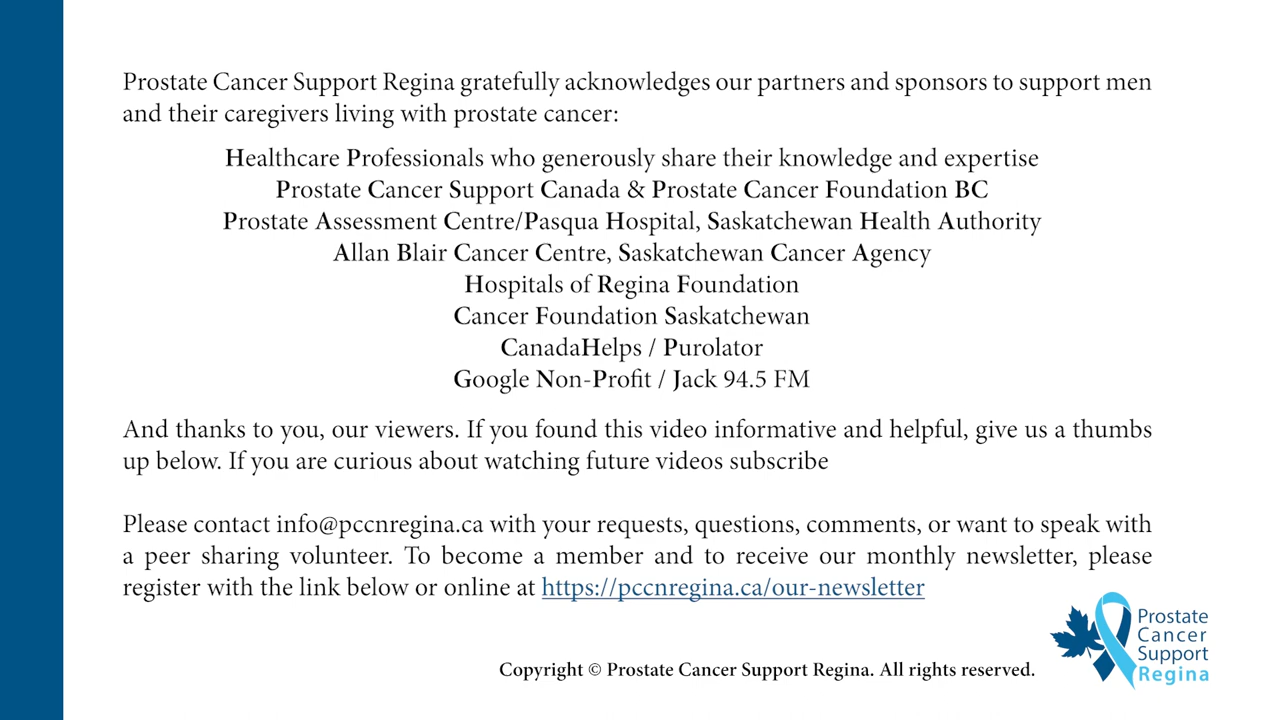 Prostate Cancer Support Regina gratefully acknowledges our partners and sponsors to support men
and their caregivers living with prostate cancer:
Healthcare Professionals who generously share their knowledge and expertise
Prostate Cancer Support Canada & Prostate Cancer Foundation BC
Prostate Assessment Centre/Pasqua Hospital, Saskatchewan Health Authority
Allan Blair Cancer Centre, Saskatchewan Cancer Agency
Hospitals of Regina Foundation
Cancer Foundation Saskatchewan
CanadaHelps / Purolator
Google Non-Profit / Jack 94.5 FM
And thanks to you, our viewers. If you found this video informative and helpful, give us a thumbs
up below. If you are curious about watching future videos subscribe
Please contact info@pccnregina.ca with your requests, questions, comments, or want to speak with
a peer sharing volunteer. To become a member and to receive our monthly newsletter, please
register with the link below or online at https://pccnregina.ca/our-newsletter
Prostate
Cancer
Support
Regina
Copyright © Prostate Cancer Support Regina. All rights reserved.